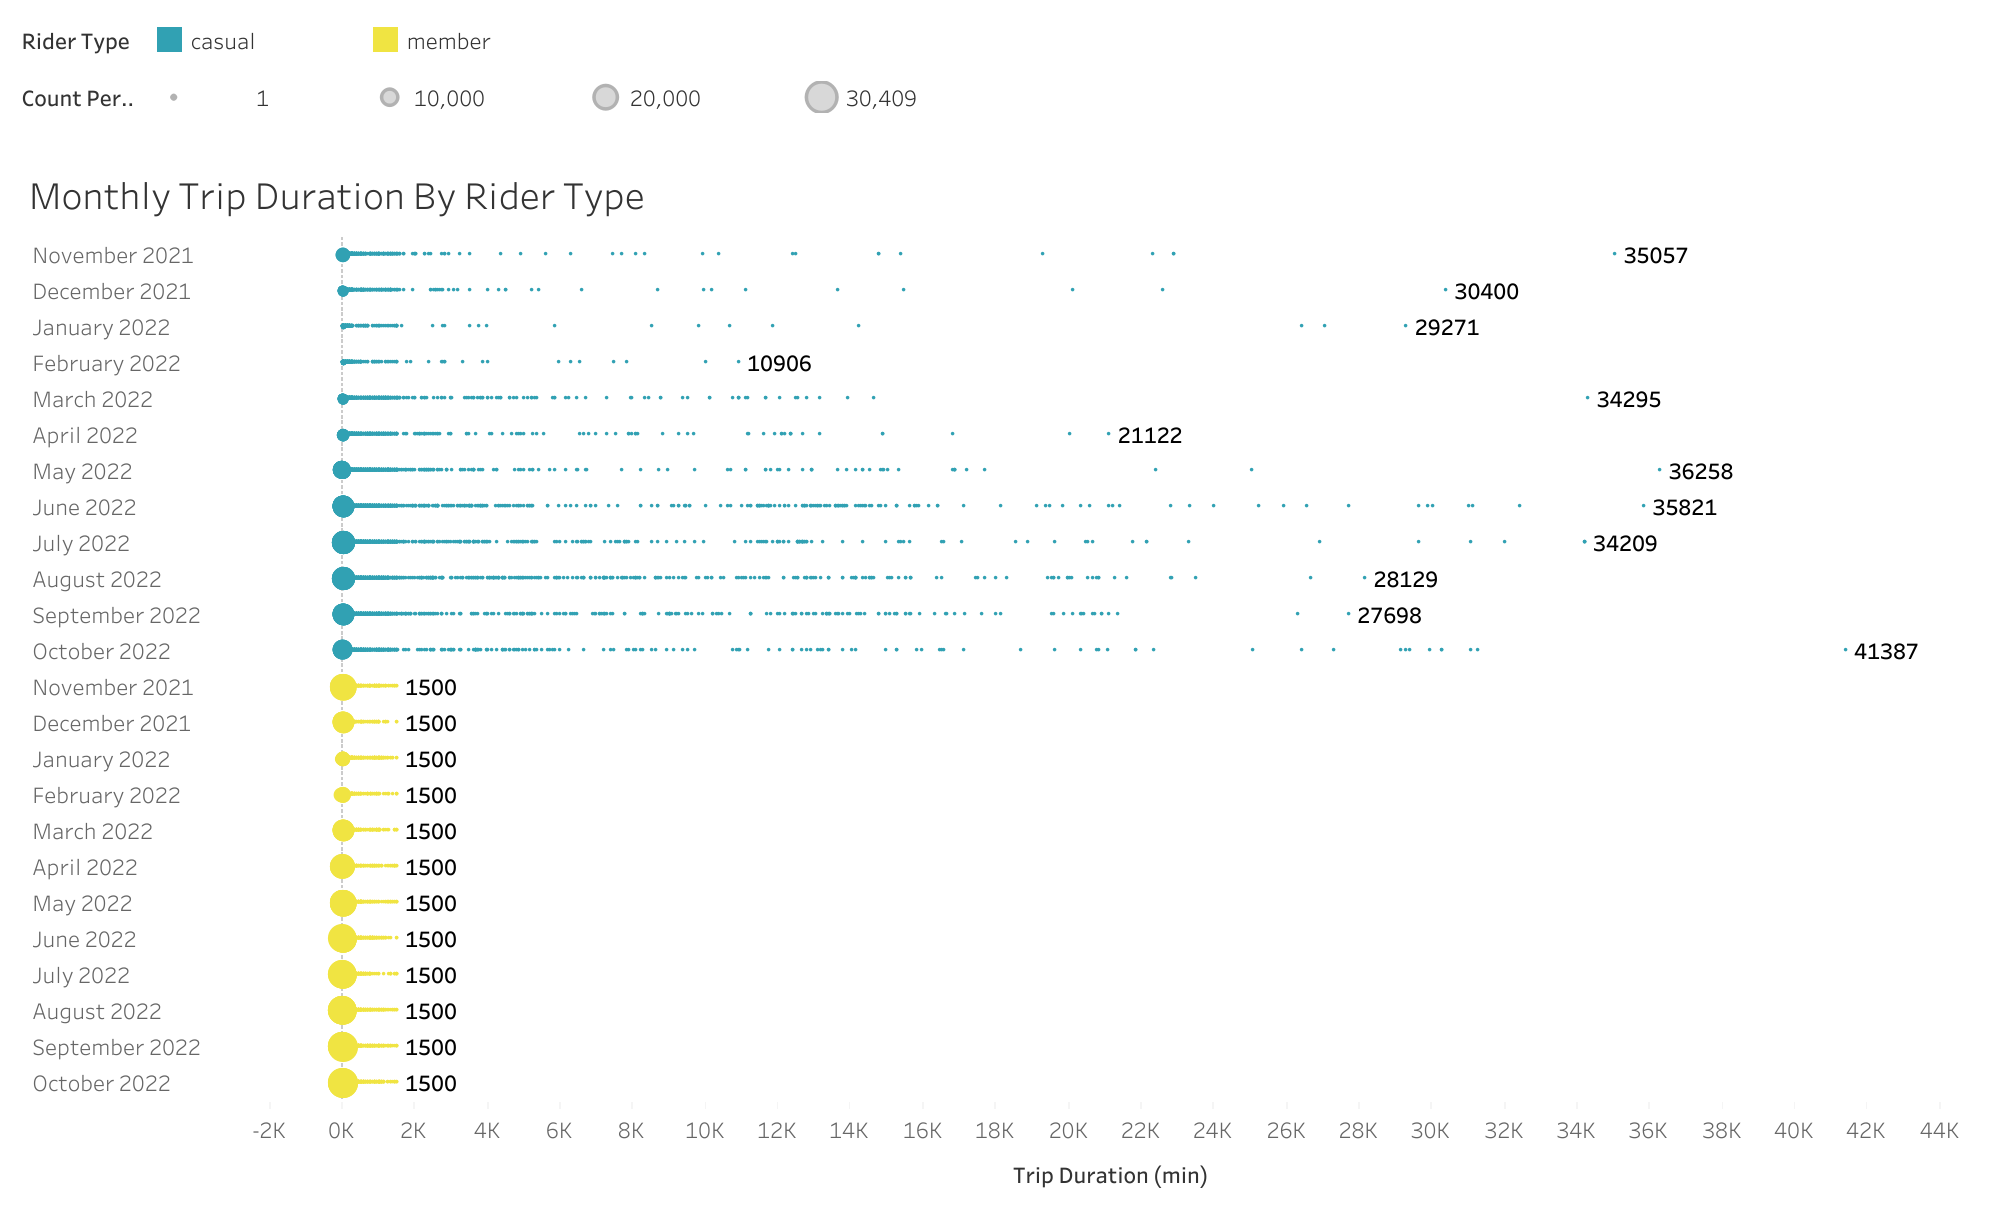 Rider Type casual member
Count Per.. 1 10,000 20,000 30,409
Monthly Trip Duration By Rider Type
November 2021 35057
December 2021 30400
January 2022 29271
February 2022 10906
March 2022 34295
April 2022 21122
May 2022 36258
June 2022 35821
July 2022 34209
August 2022 28129
September 2022 27698
October 2022 41387
November 2021 1500
December 2021 1500
January 2022 1500
February 2022 1500
March 2022 1500
April 2022 1500
May 2022 1500
June 2022 1500
July 2022 1500
August 2022 1500
September 2022 1500
October 2022 1500
-2K 0K 2K 4K 6K 8K 10K 12K 14K 16K 18K 20K 22K 24K 26K 28K 30K 32K 34K 36K 38K 40K 42K 44K
Trip Duration (min)